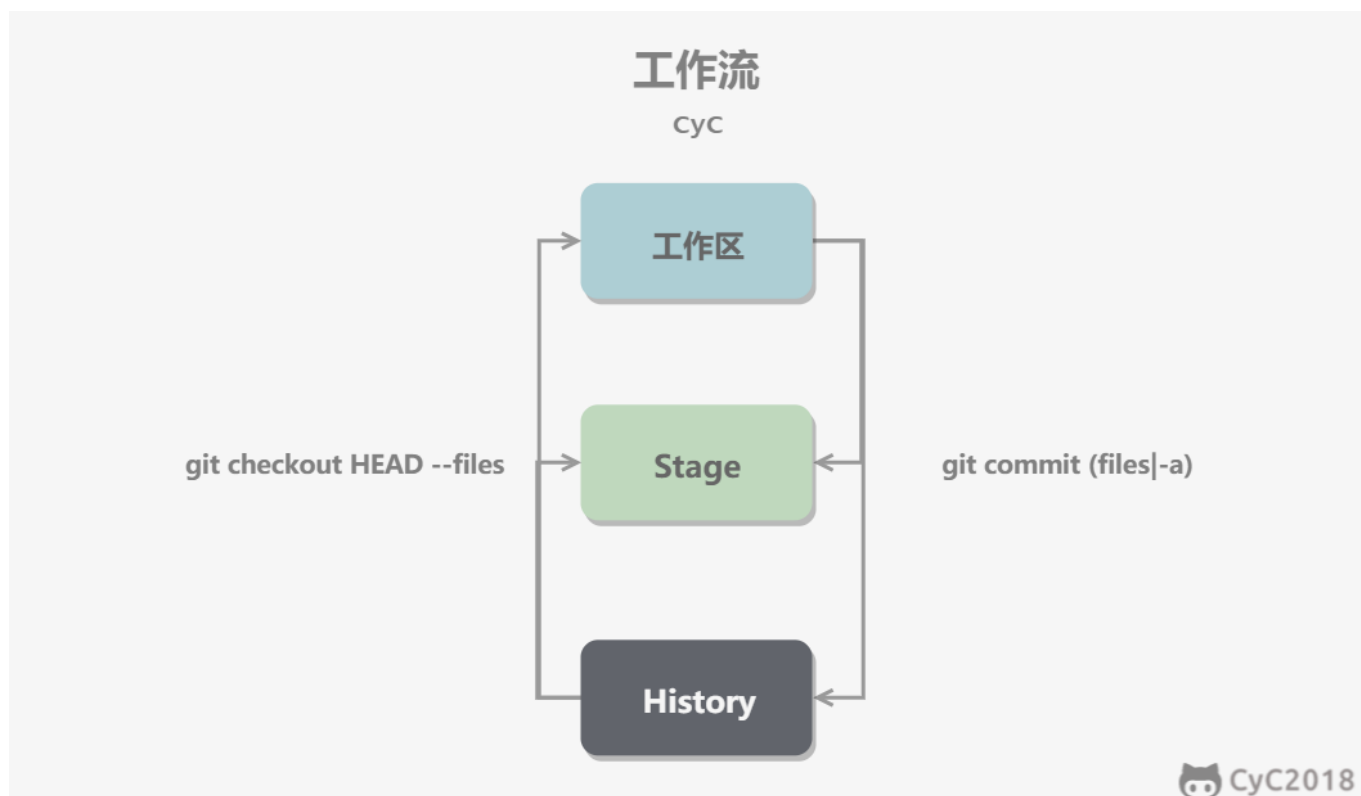 工作流
CyC
工作区
git checkout HEAD --files
Stage
git commit (files|-a)
History
CyC2018